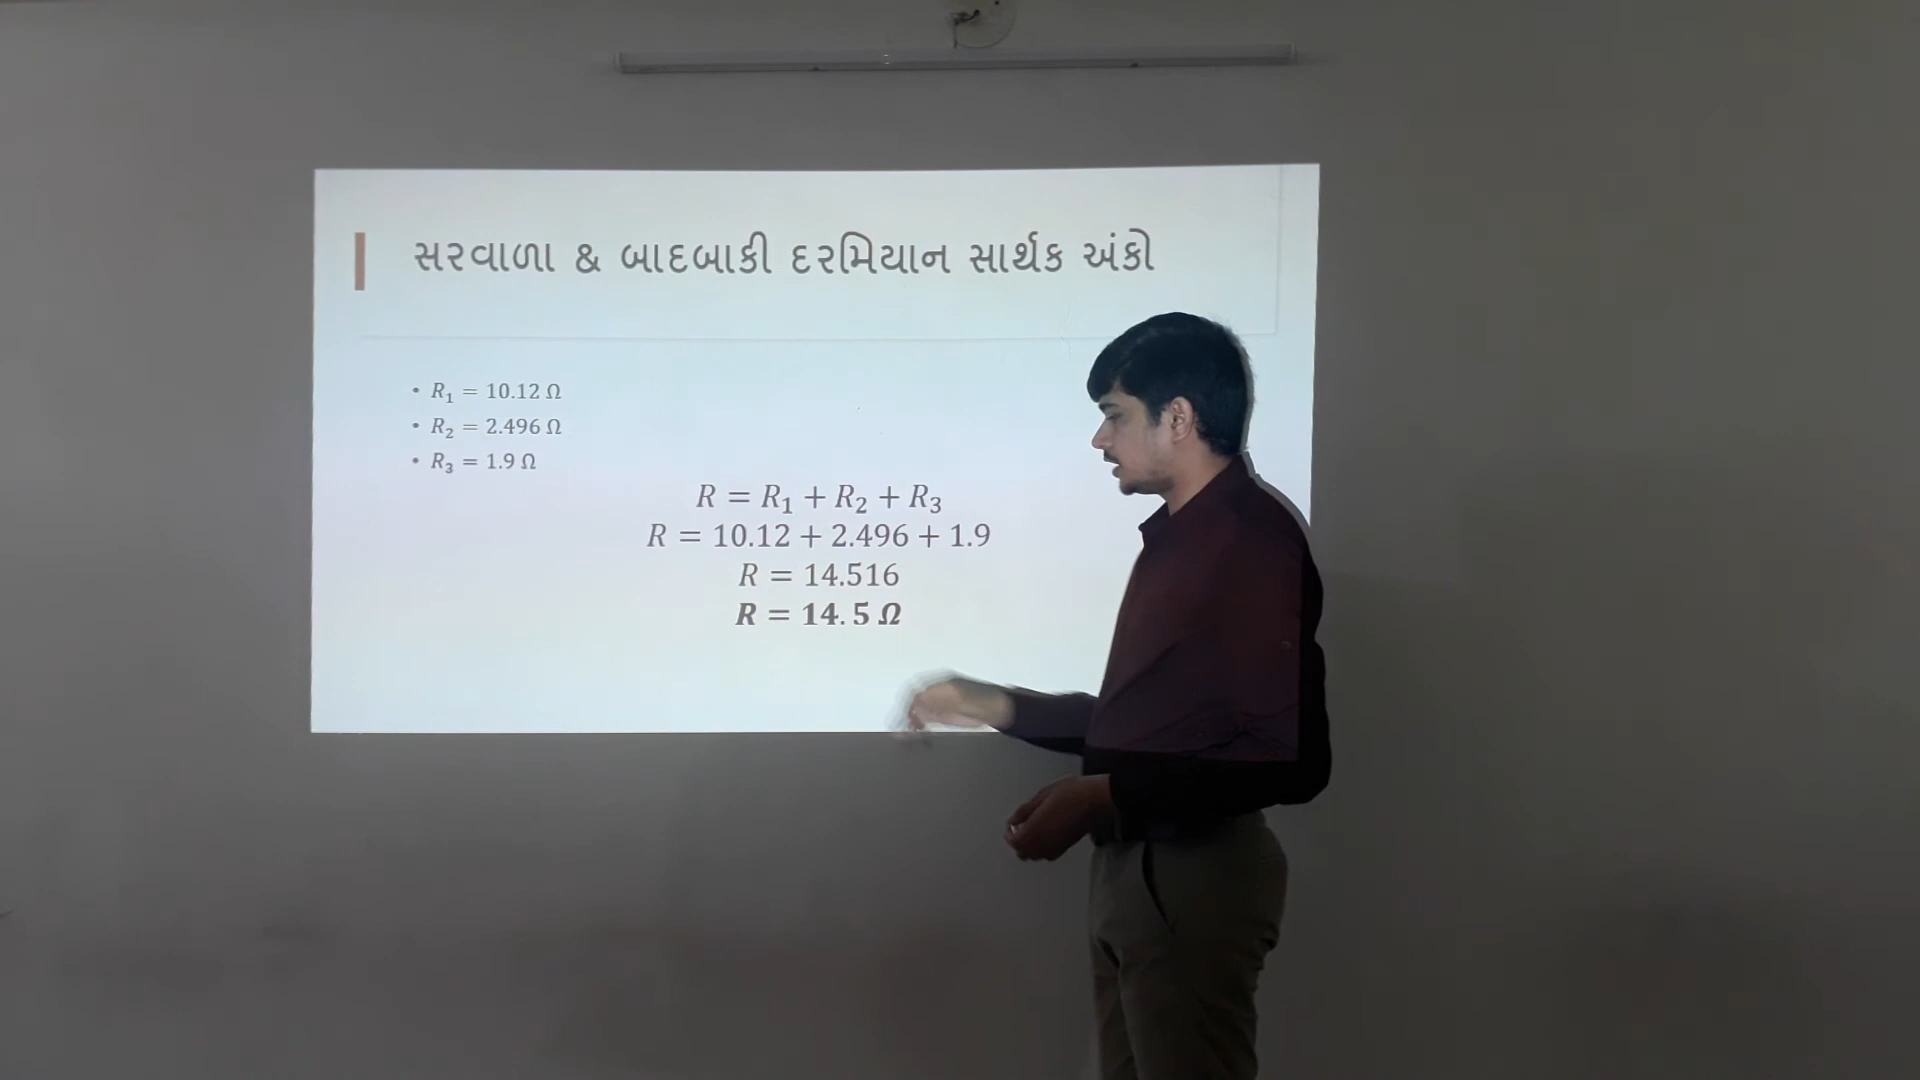 સરવાળા & બાદબાકી દરમિયાન સાર્થક અંકો
• R₁ = 10.12 Ω
• R₂ = 2.496 Ω
• R₃ = 1.9 Ω
R = R₁ + R₂ + R₃
R = 10.12 + 2.496 + 1.9
R = 14.516
R = 14.5 Ω